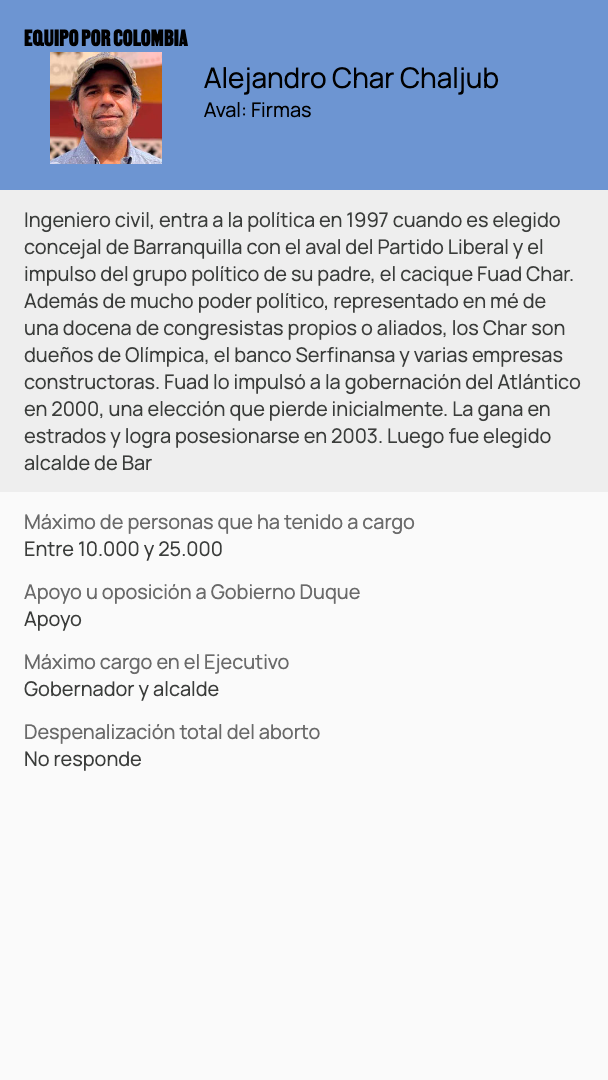 EQUIPO POR COLOMBIA
Alejandro Char Chaljub
Aval: Firmas
Ingeniero civil, entra a la política en 1997 cuando es elegido
concejal de Barranquilla con el aval del Partido Liberal y el
impulso del grupo político de su padre, el cacique Fuad Char.
Además de mucho poder político, representado en mé de
una docena de congresistas propios o aliados, los Char son
dueños de Olímpica, el banco Serfinansa y varias empresas
constructoras. Fuad lo impulsó a la gobernación del Atlántico
en 2000, una elección que pierde inicialmente. La gana en
estrados y logra posesionarse en 2003. Luego fue elegido
alcalde de Bar
Máximo de personas que ha tenido a cargo
Entre 10.000 y 25.000
Apoyo u oposición a Gobierno Duque
Apoyo
Máximo cargo en el Ejecutivo
Gobernador y alcalde
Despenalización total del aborto
No responde